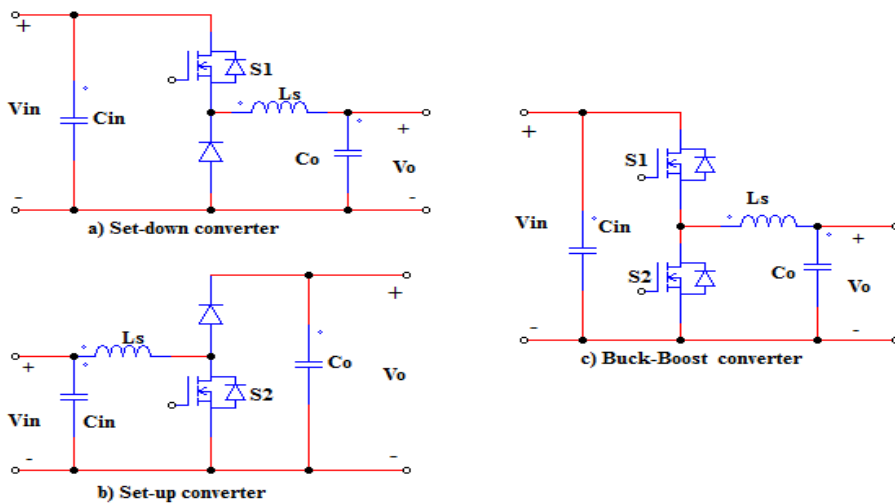 +
S1
Vin
Cin
Ls
+
Co
Vo
-
-
a) Set-down converter
+
Ls
+
Vin
Cin
S2
Co
Vo
-
-
b) Set-up converter
+
S1
Vin
Cin
Ls
+
S2
Co
Vo
-
-
c) Buck-Boost converter